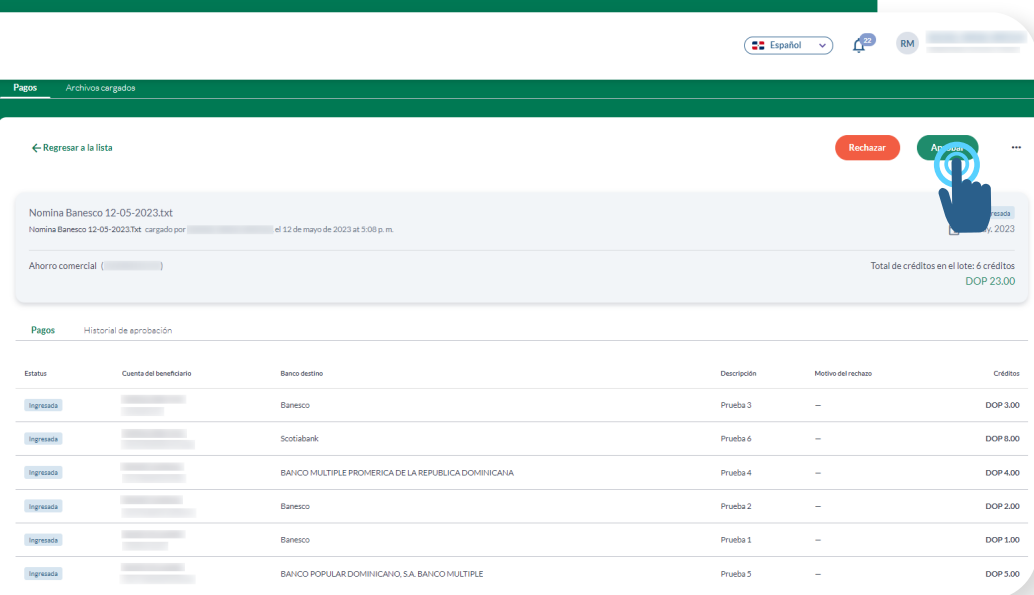 Español
22
RM
Pagos Archivos cargados
Regresar a la lista Rechazar
Nomina Banesco 12-05-2023.txt
Nomina Banesco 12-05-2023.Txt cargado por el 12 de mayo de 2023 at 5:08 p. m. 2023
Ahorro comercial ( ) Total de créditos en el lote: 6 créditos
DOP 23.00
Pagos Historial de aprobación
Estatus Cuenta del beneficiario Banco destino Descripción Motivo del rechazo Créditos
Ingresada Banesco Prueba 3 — DOP 3.00
Ingresada Scotiabank Prueba 6 — DOP 8.00
Ingresada BANCO MULTIPLE PROMERICA DE LA REPUBLICA DOMINICANA Prueba 4 — DOP 4.00
Ingresada Banesco Prueba 2 — DOP 2.00
Ingresada Banesco Prueba 1 — DOP 1.00
Ingresada BANCO POPULAR DOMINICANO, S.A. BANCO MULTIPLE Prueba 5 — DOP 5.00